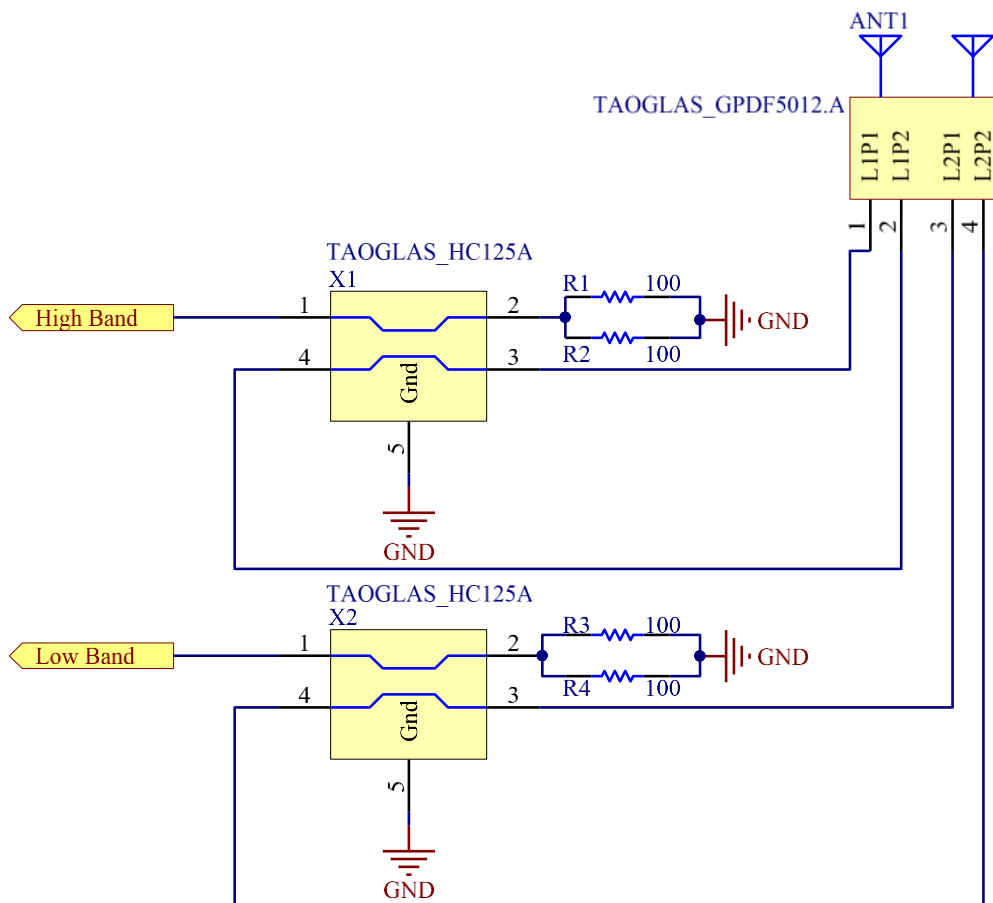 ANT1
TAOGLAS_GPDF5012.A
L1P1
L1P2
L2P1
L2P2
1
2
3
4
TAOGLAS_HC125A
X1
High Band
1
2
4
3
Gnd
5
GND
R1 100
R2 100
GND
TAOGLAS_HC125A
X2
Low Band
1
2
4
3
Gnd
5
GND
R3 100
R4 100
GND